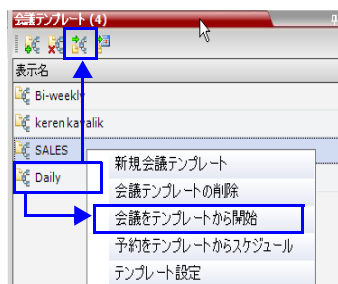 会議テンプレート (4)
表示名
Bi-weekly
keren kavalik
SALES
Daily
新規会議テンプレート
会議テンプレートの削除
会議をテンプレートから開始
予約をテンプレートからスケジュール
テンプレート設定